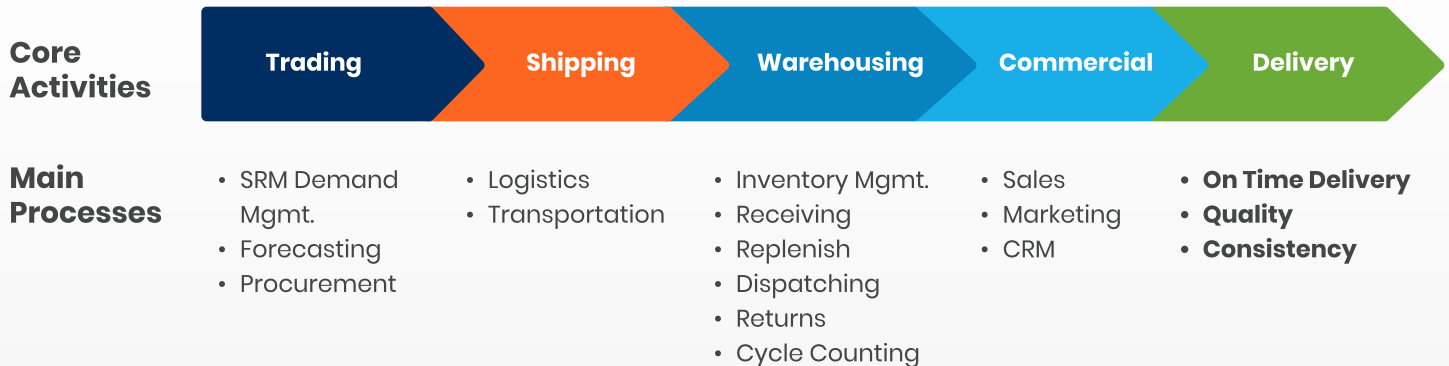 Core
Activities
Trading
Shipping
Warehousing
Commercial
Delivery
Main
Processes
• SRM Demand
Mgmt.
• Forecasting
• Procurement
• Logistics
• Transportation
• Inventory Mgmt.
• Receiving
• Replenish
• Dispatching
• Returns
• Cycle Counting
• Sales
• Marketing
• CRM
• On Time Delivery
• Quality
• Consistency